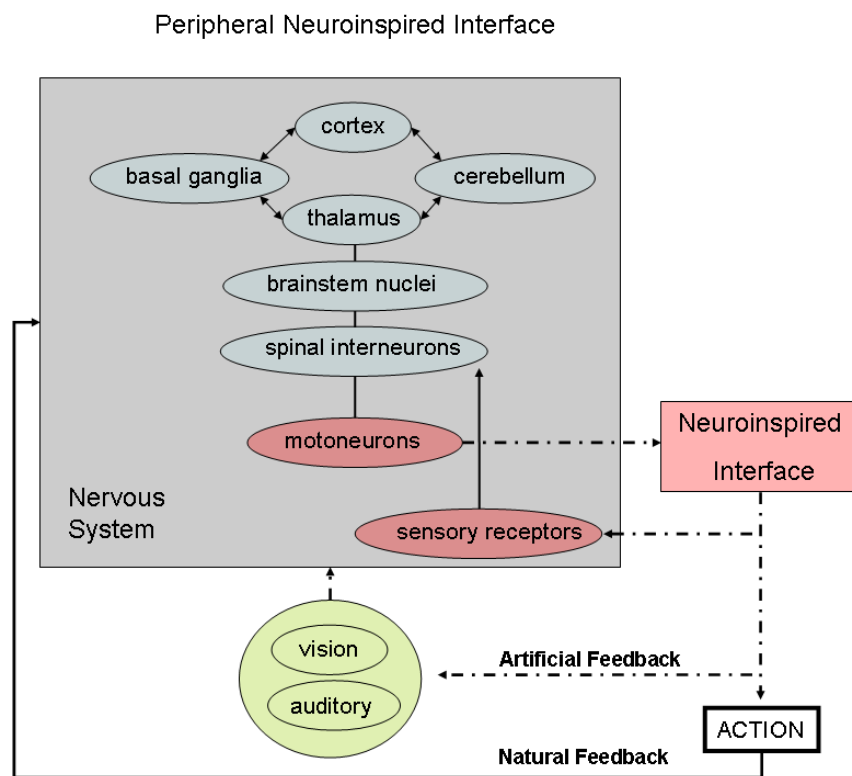 Peripheral Neuroinspired Interface
cortex
basal ganglia
cerebellum
thalamus
brainstem nuclei
spinal interneurons
motoneurons
Neuroinspired
Interface
Nervous
System
sensory receptors
vision
auditory
Artificial Feedback
ACTION
Natural Feedback